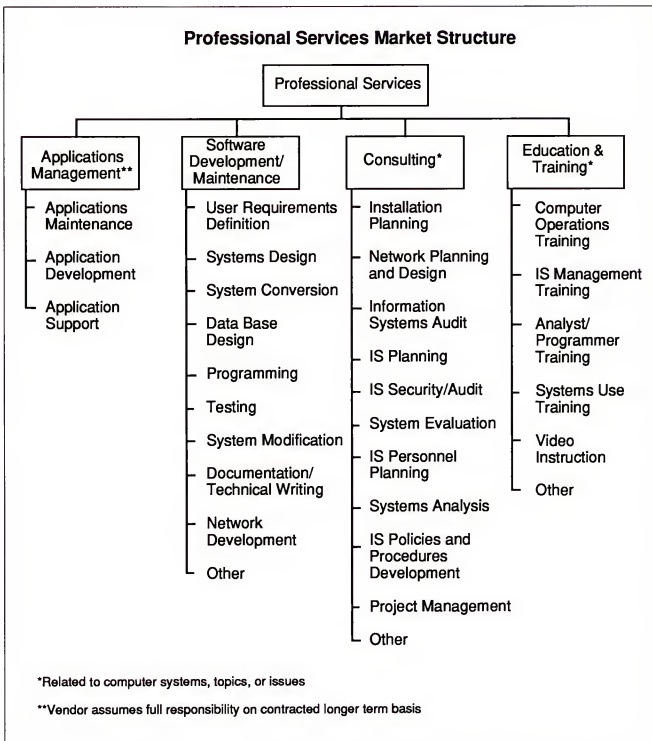 Professional Services Market Structure
Professional Services
Applications
Management**
Applications
Maintenance
Application
Development
Application
Support
Software
Development/
Maintenance
User Requirements
Definition
Systems Design
System Conversion
Data Base
Design
Programming
Testing
System Modification
Documentation/
Technical Writing
Network
Development
Other
Consulting*
Installation
Planning
Network Planning
and Design
Information
Systems Audit
IS Planning
IS Security/Audit
System Evaluation
IS Personnel
Planning
Systems Analysis
IS Policies and
Procedures
Development
Project Management
Other
Education &
Training*
Computer
Operations
Training
IS Management
Training
Analyst/
Programmer
Training
Systems Use
Training
Video
Instruction
Other
*Related to computer systems, topics, or issues
**Vendor assumes full responsibility on contracted longer term basis